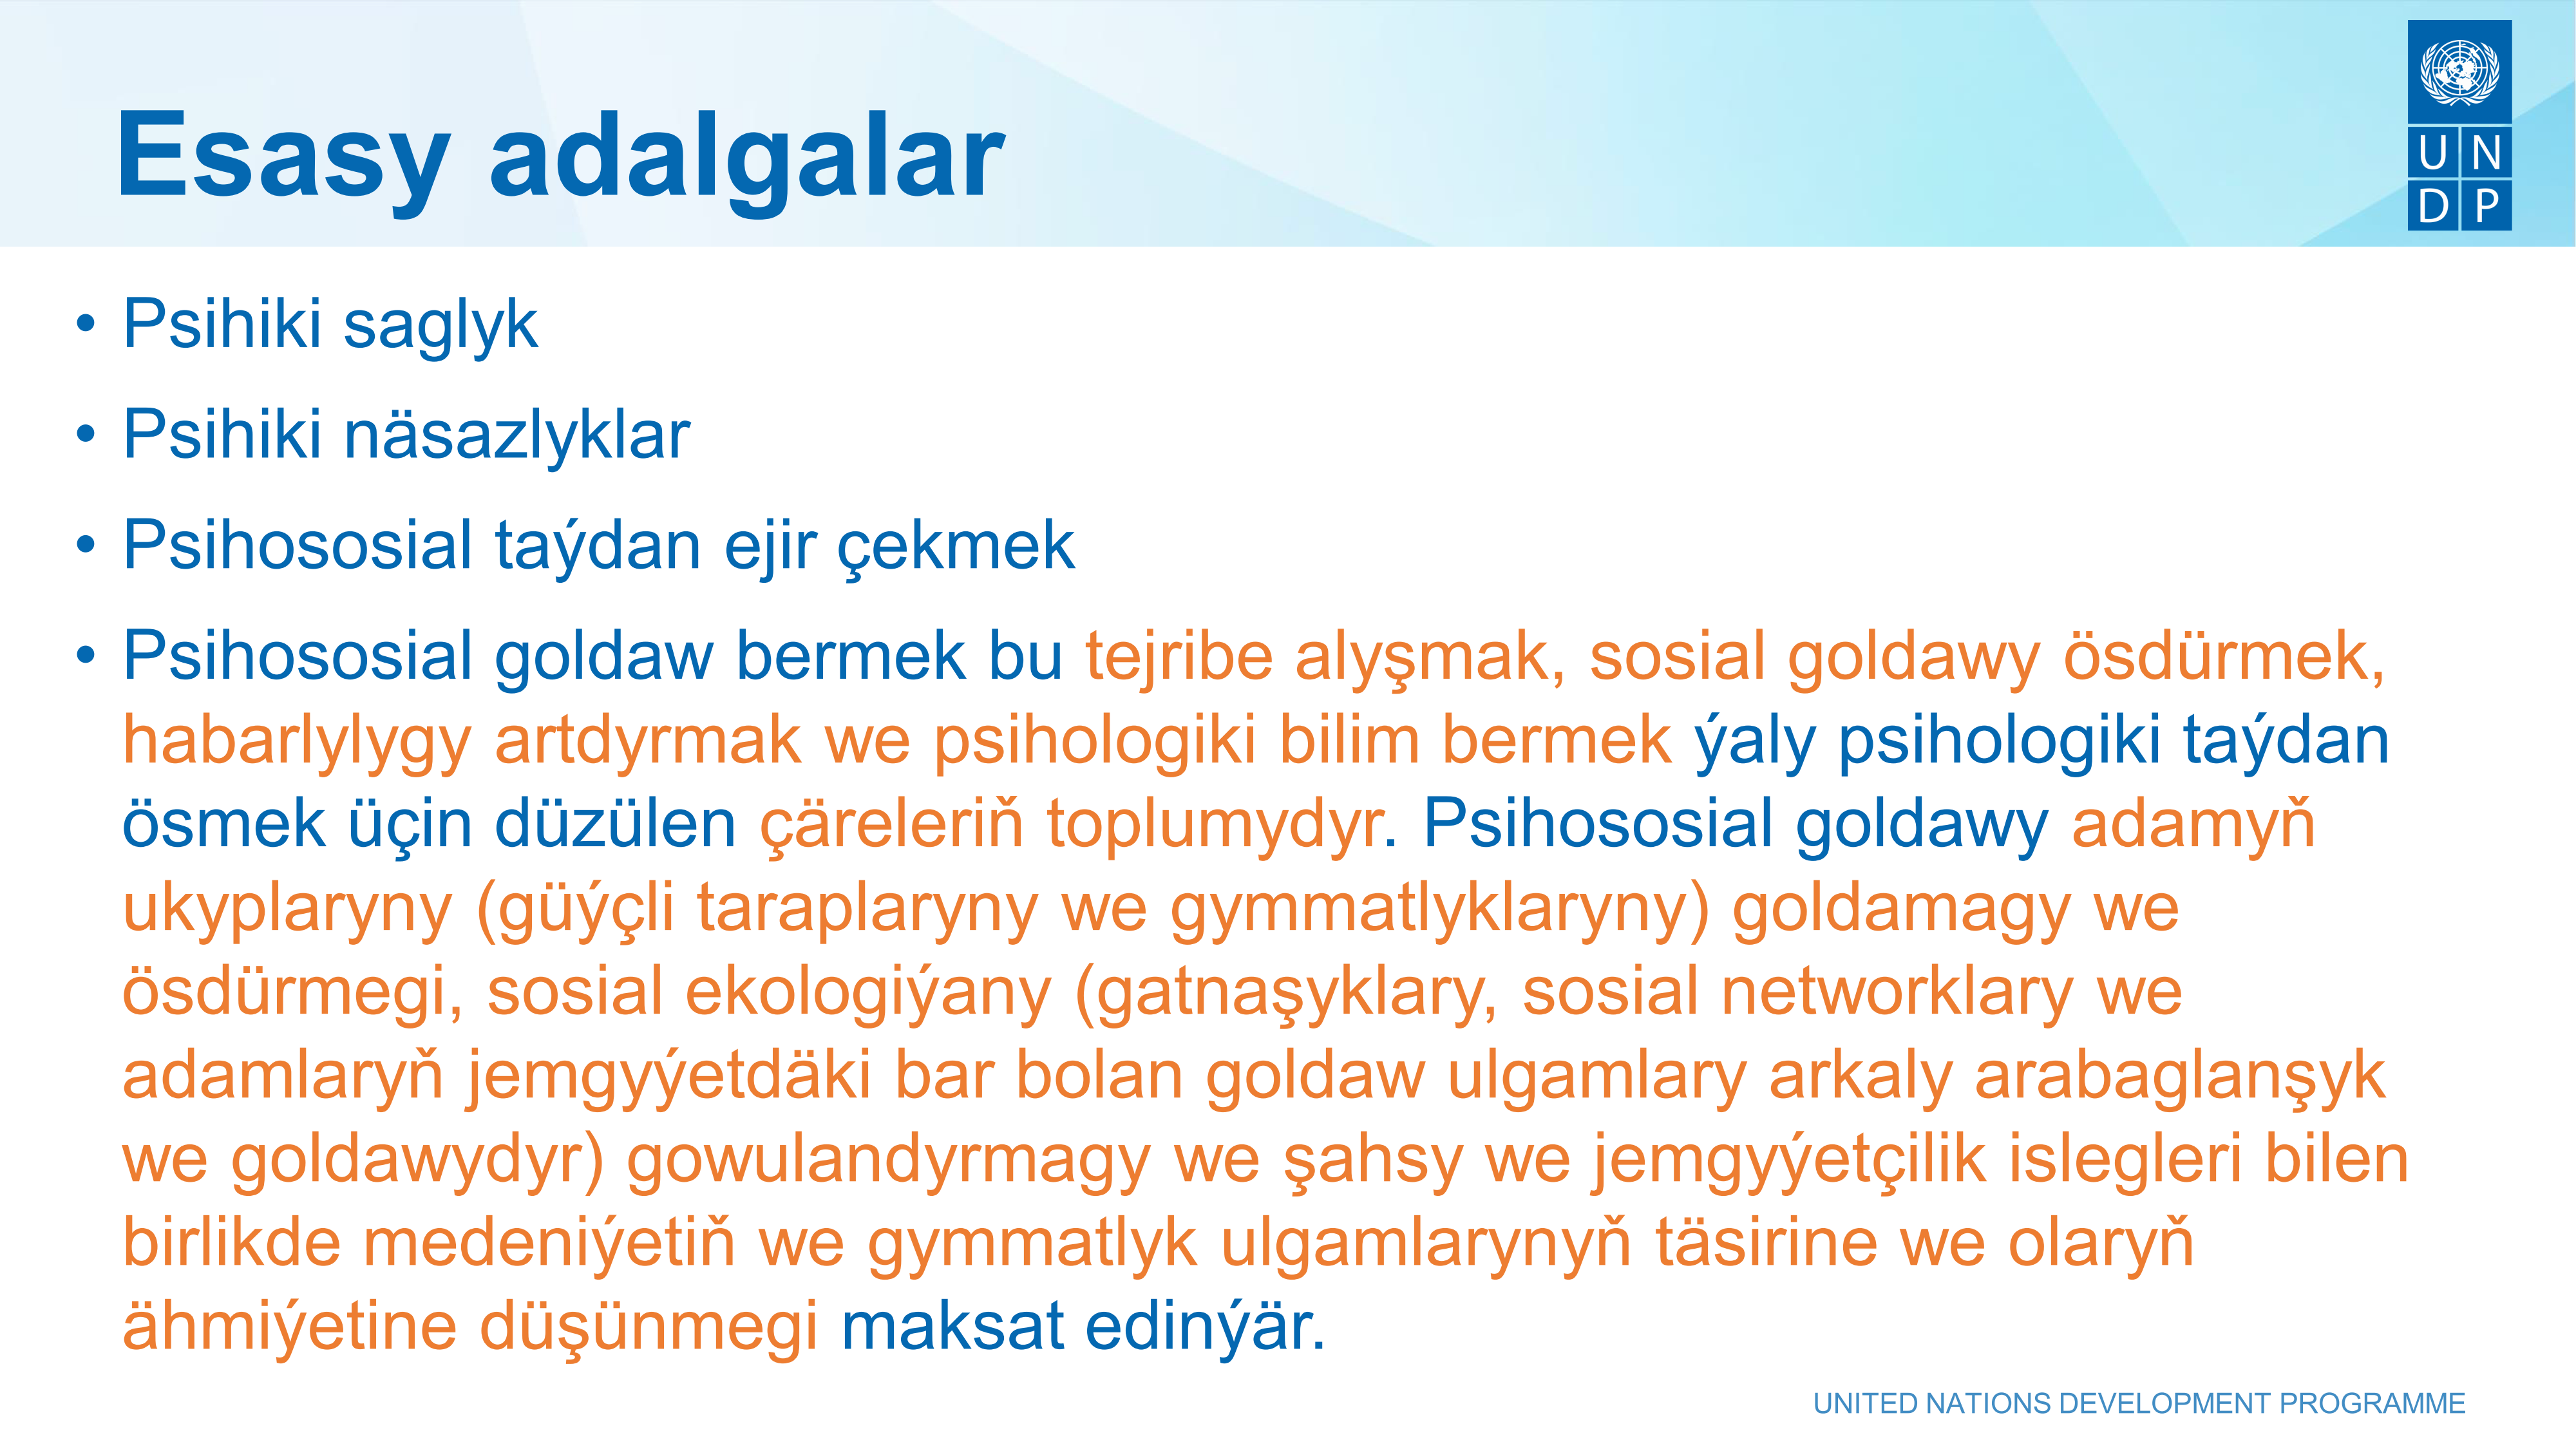 Esasy adalgalar
U N
D P
• Psihiki saglyk
• Psihiki näsazlyklar
• Psihososial taýdan ejir çekmek
• Psihososial goldaw bermek bu tejribe alyşmak, sosial goldawy ösdürmek,
habarlylygy artdyrmak we psihologiki bilim bermek ýaly psihologiki taýdan
ösmek üçin düzülen çäreleriň toplumydyr. Psihososial goldawy adamyň
ukyplaryny (güýçli taraplaryny we gymmatlyklaryny) goldamagy we
ösdürmegi, sosial ekologiýany (gatnaşyklary, sosial networklary we
adamlaryň jemgyýetdäki bar bolan goldaw ulgamlary arkaly arabaglanşyk
we goldawydyr) gowulandyrmagy we şahsy we jemgyýetçilik islegleri bilen
birlikde medeniýetiň we gymmatlyk ulgamlarynyň täsirine we olaryň
ähmiýetine düşünmegi maksat edinýär.
UNITED NATIONS DEVELOPMENT PROGRAMME